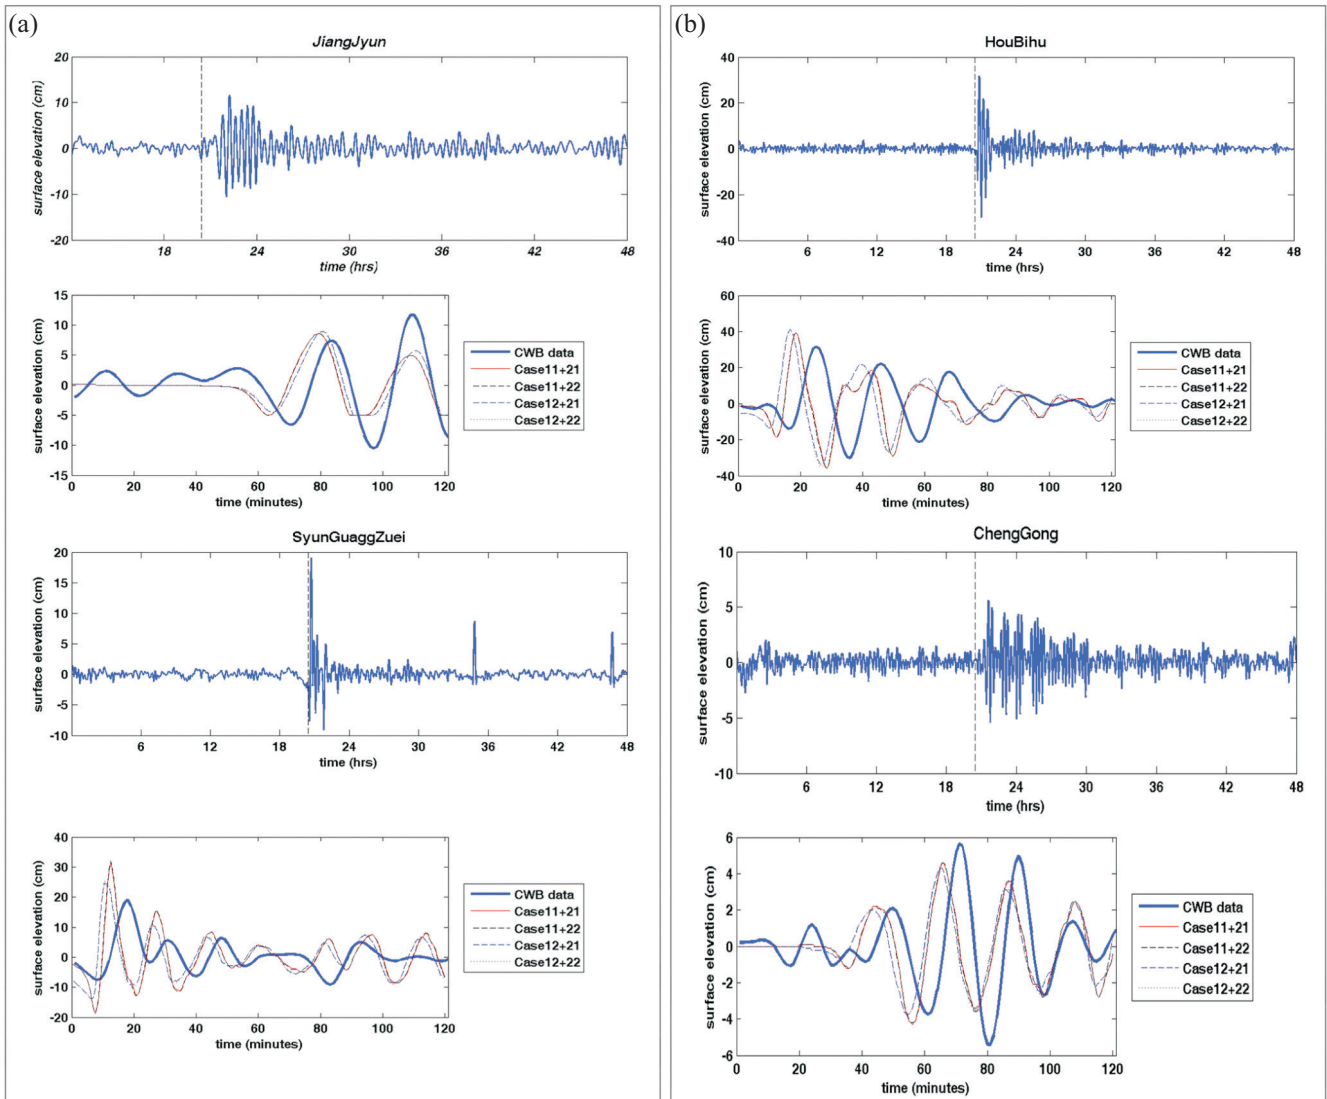 (a)
JiangJyun
surface elevation (cm)
20
10
0
-10
-20
18 24 30 36 42 48
time (hrs)
surface elevation (cm)
15
10
5
0
-5
-10
-15
0 20 40 60 80 100 120
time (minutes)
CWB data
Case11+21
Case11+22
Case12+21
Case12+22
SyunGuaggZuei
surface elevation (cm)
20
15
10
5
0
-5
-10
6 12 18 24 30 36 42 48
time (hrs)
surface elevation (cm)
40
30
20
10
0
-10
-20
0 20 40 60 80 100 120
time (minutes)
CWB data
Case11+21
Case11+22
Case12+21
Case12+22
(b)
HouBihu
surface elevation (cm)
40
20
0
-20
-40
6 12 18 24 30 36 42 48
time (hrs)
surface elevation (cm)
60
40
20
0
-20
-40
0 20 40 60 80 100 120
time (minutes)
CWB data
Case11+21
Case11+22
Case12+21
Case12+22
ChengGong
surface elevation (cm)
10
5
0
-5
-10
6 12 18 24 30 36 42 48
time (hrs)
surface elevation (cm)
6
4
2
0
-2
-4
-6
0 20 40 60 80 100 120
time (minutes)
CWB data
Case11+21
Case11+22
Case12+21
Case12+22